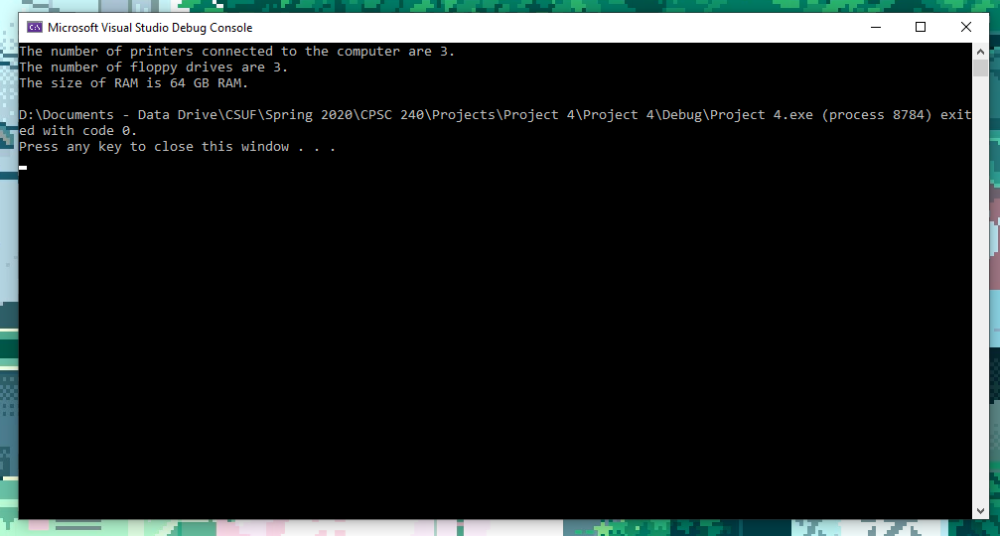 Microsoft Visual Studio Debug Console
The number of printers connected to the computer are 3.
The number of floppy drives are 3.
The size of RAM is 64 GB RAM.
D:\Documents - Data Drive\CSUF\Spring 2020\CPSC 240\Projects\Project 4\Project 4\Debug\Project 4.exe (process 8784) exit
ed with code 0.
Press any key to close this window . . .